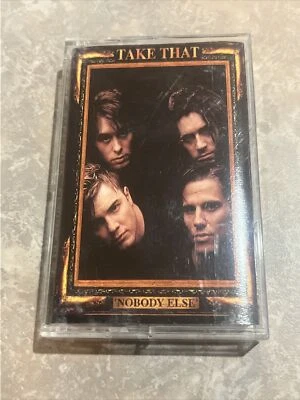 TAKE THAT
'NOBODY ELSE